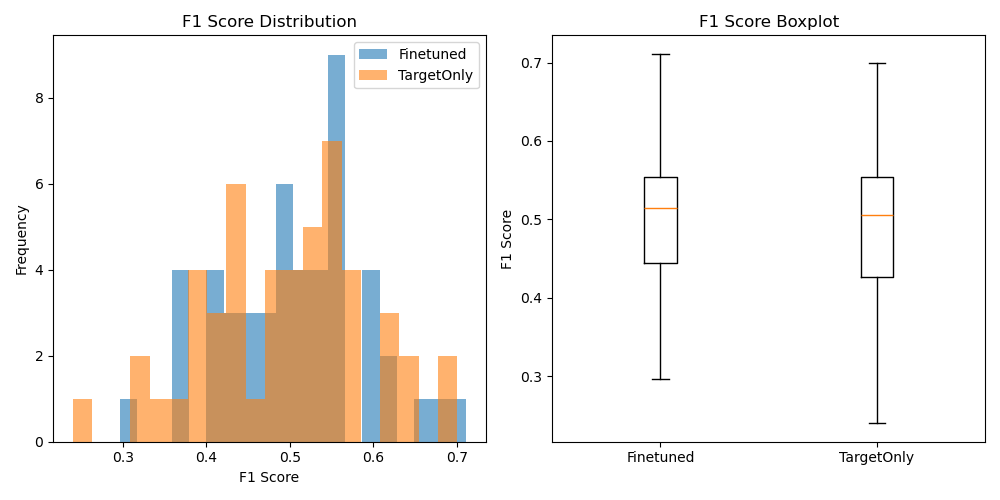 F1 Score Distribution
Finetuned
TargetOnly
8
6
4
2
0
Frequency
0.3 0.4 0.5 0.6 0.7
F1 Score
F1 Score Boxplot
0.7
0.6
0.5
0.4
0.3
F1 Score
Finetuned TargetOnly